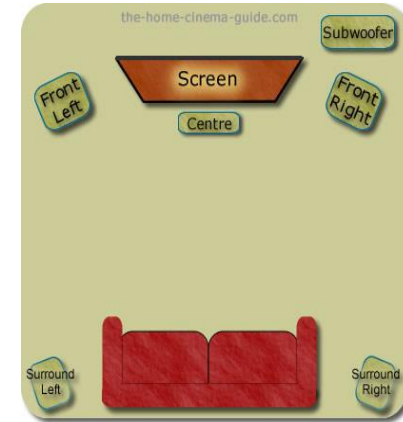 the-home-cinema-guide.com
Subwoofer
Screen
Front
Left
Front
Right
Centre
Surround
Left
Surround
Right